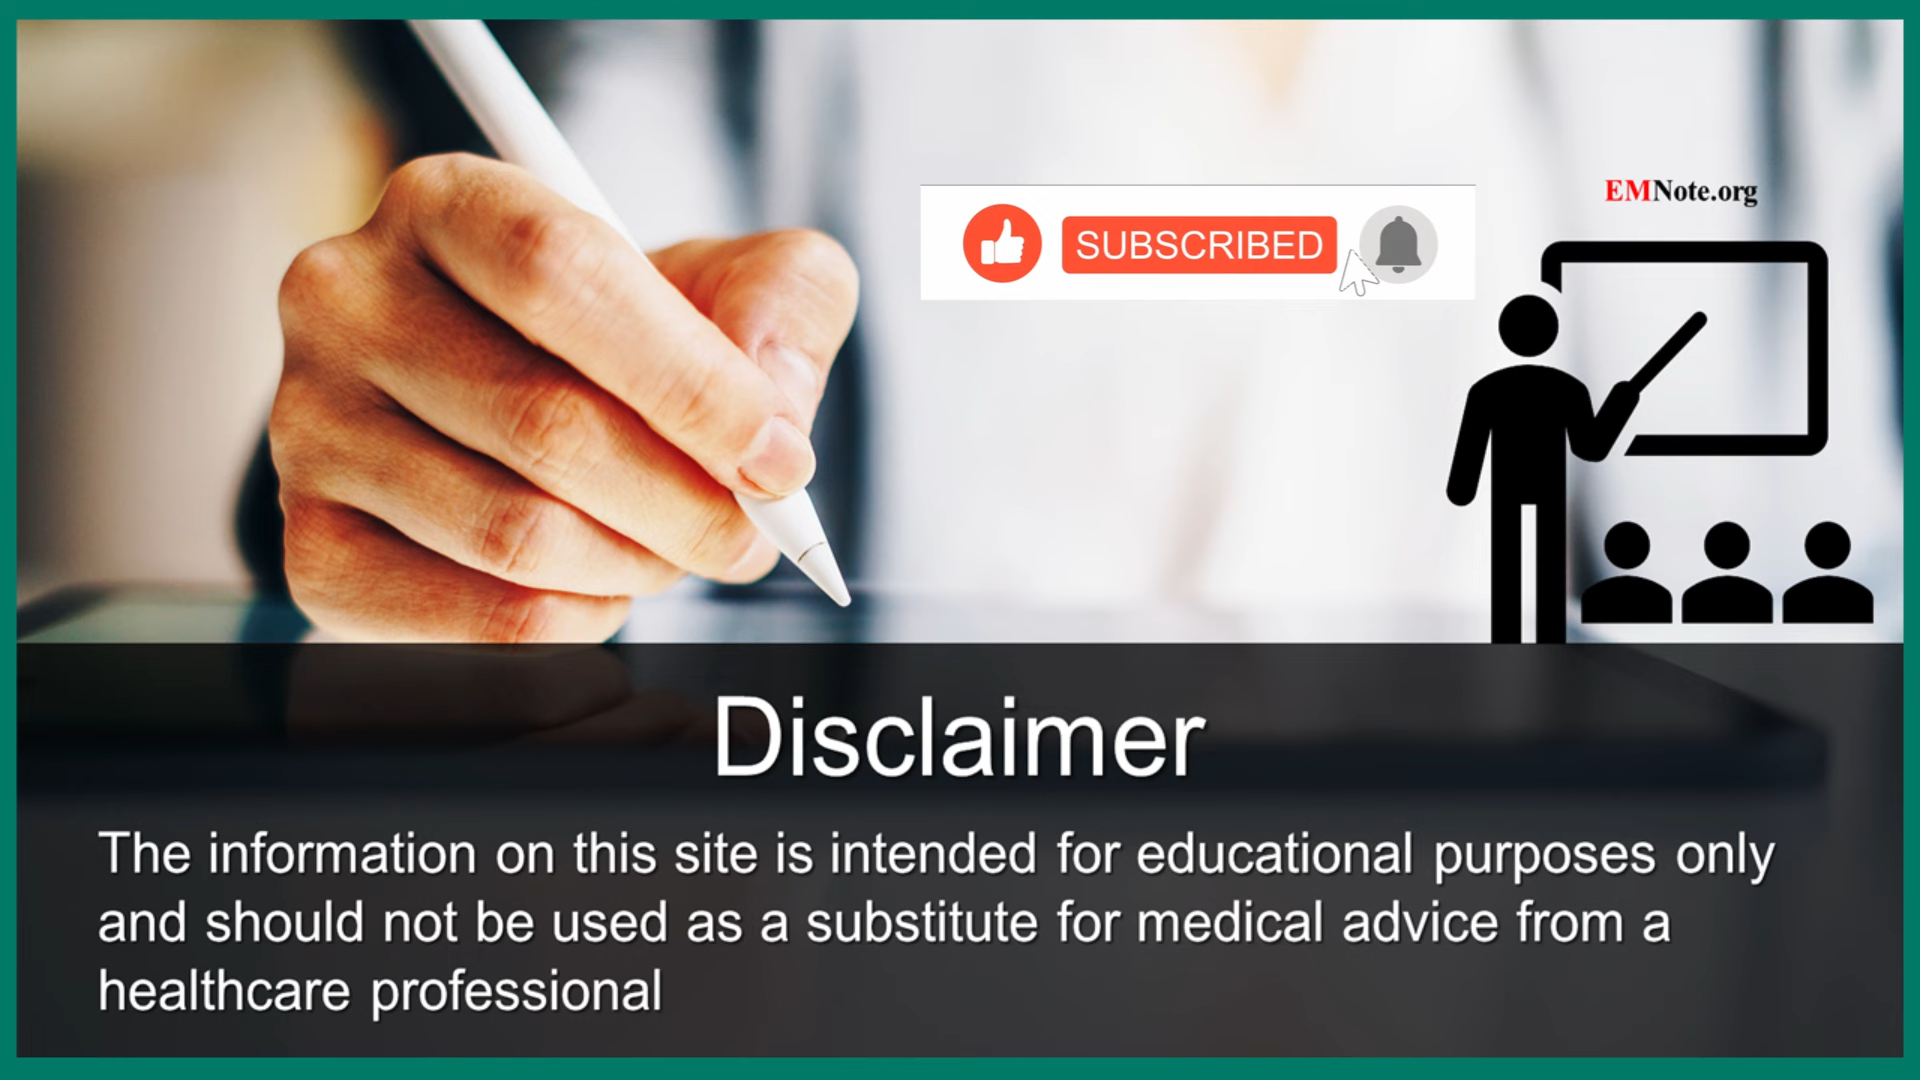 EMNote.org
SUBSCRIBED
Disclaimer
The information on this site is intended for educational purposes only
and should not be used as a substitute for medical advice from a
healthcare professional